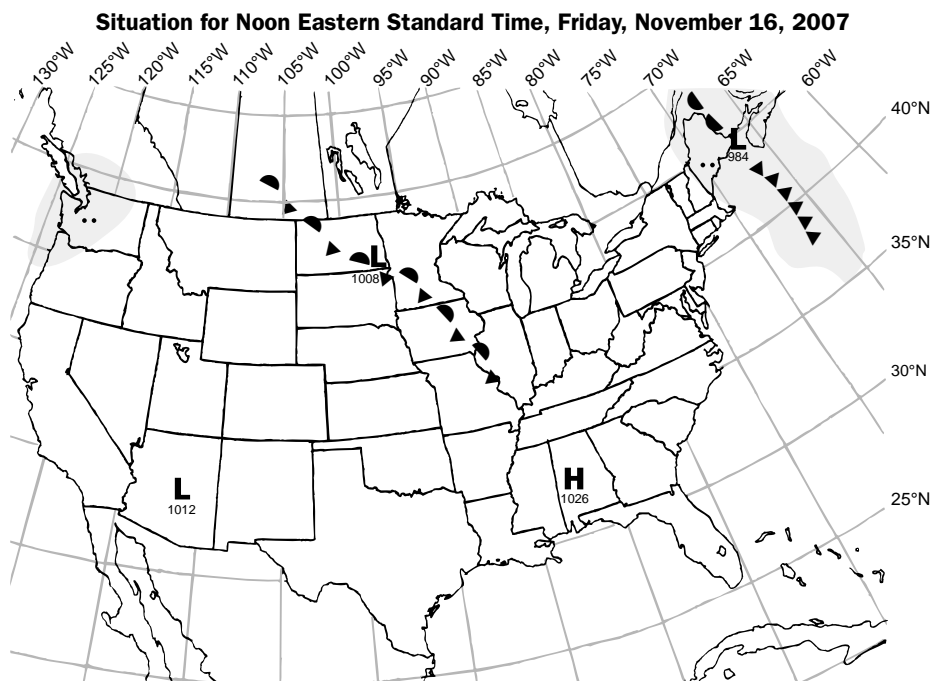 Situation for Noon Eastern Standard Time, Friday, November 16, 2007
130°W
125°W
120°W
115°W
110°W
105°W
100°W
95°W
90°W
85°W
80°W
75°W
70°W
65°W
60°W
40°N
L
984
35°N
L
1008
30°N
L
1012
H
1026
25°N